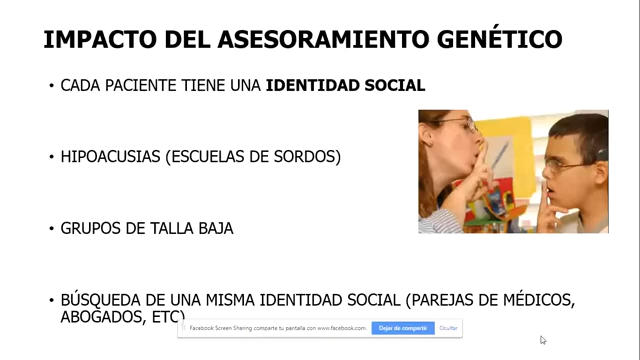 IMPACTO DEL ASESORAMIENTO GENÉTICO
• CADA PACIENTE TIENE UNA IDENTIDAD SOCIAL
• HIPOACUSIAS (ESCUELAS DE SORDOS)
• GRUPOS DE TALLA BAJA
• BÚSQUEDA DE UNA MISMA IDENTIDAD SOCIAL (PAREJAS DE MÉDICOS,
ABOGADOS, ETC)
Facebook Screen Sharing comparte tu pantalla con www.facebook.com. Dejar de compartir Ocultar